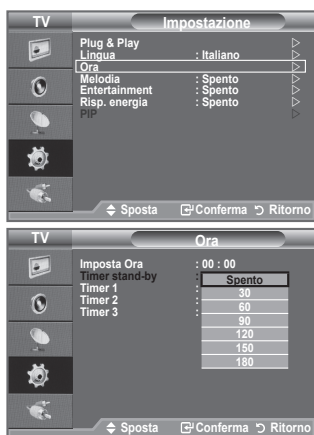 TV Impostazione
Plug & Play
Lingua : Italiano
Ora
Melodia : Spento
Entertainment : Spento
Risp. energia : Spento
PIP
Sposta Conferma Ritorno
TV Ora
Imposta Ora : 00 : 00
Timer stand-by : Spento
Timer 1 : 30
Timer 2 : 60
Timer 3 : 90
120
150
180
Sposta Conferma Ritorno